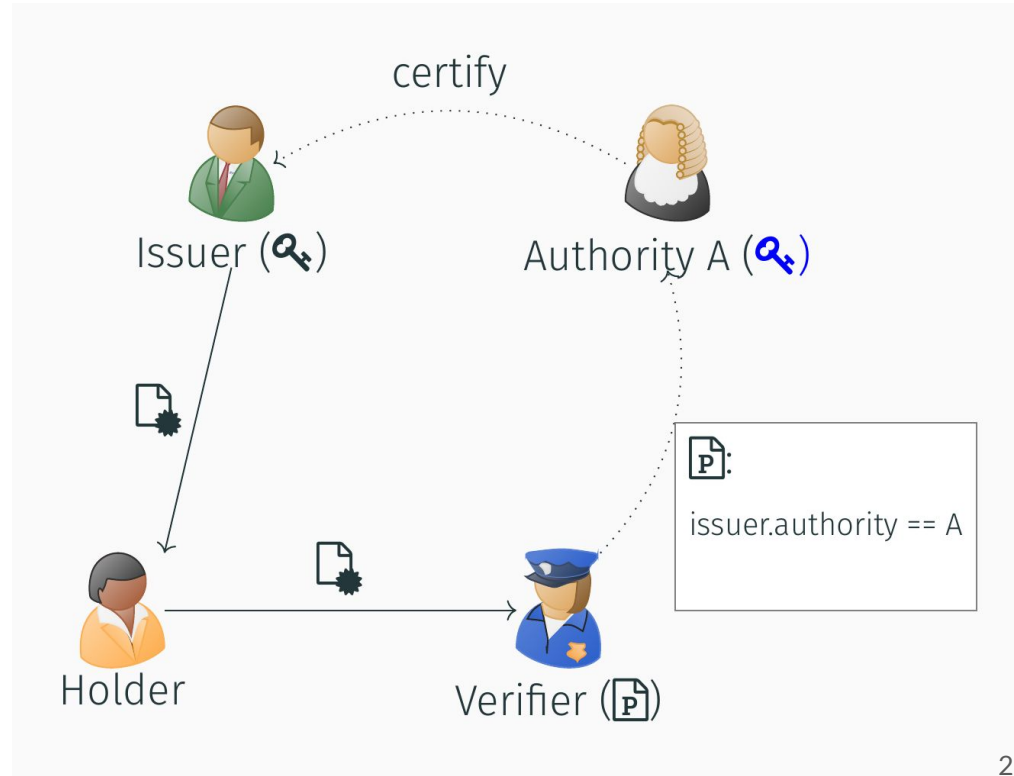 certify
Issuer ( )
Authority A ( )
P:
issuer.authority == A
Holder
Verifier (P)
2